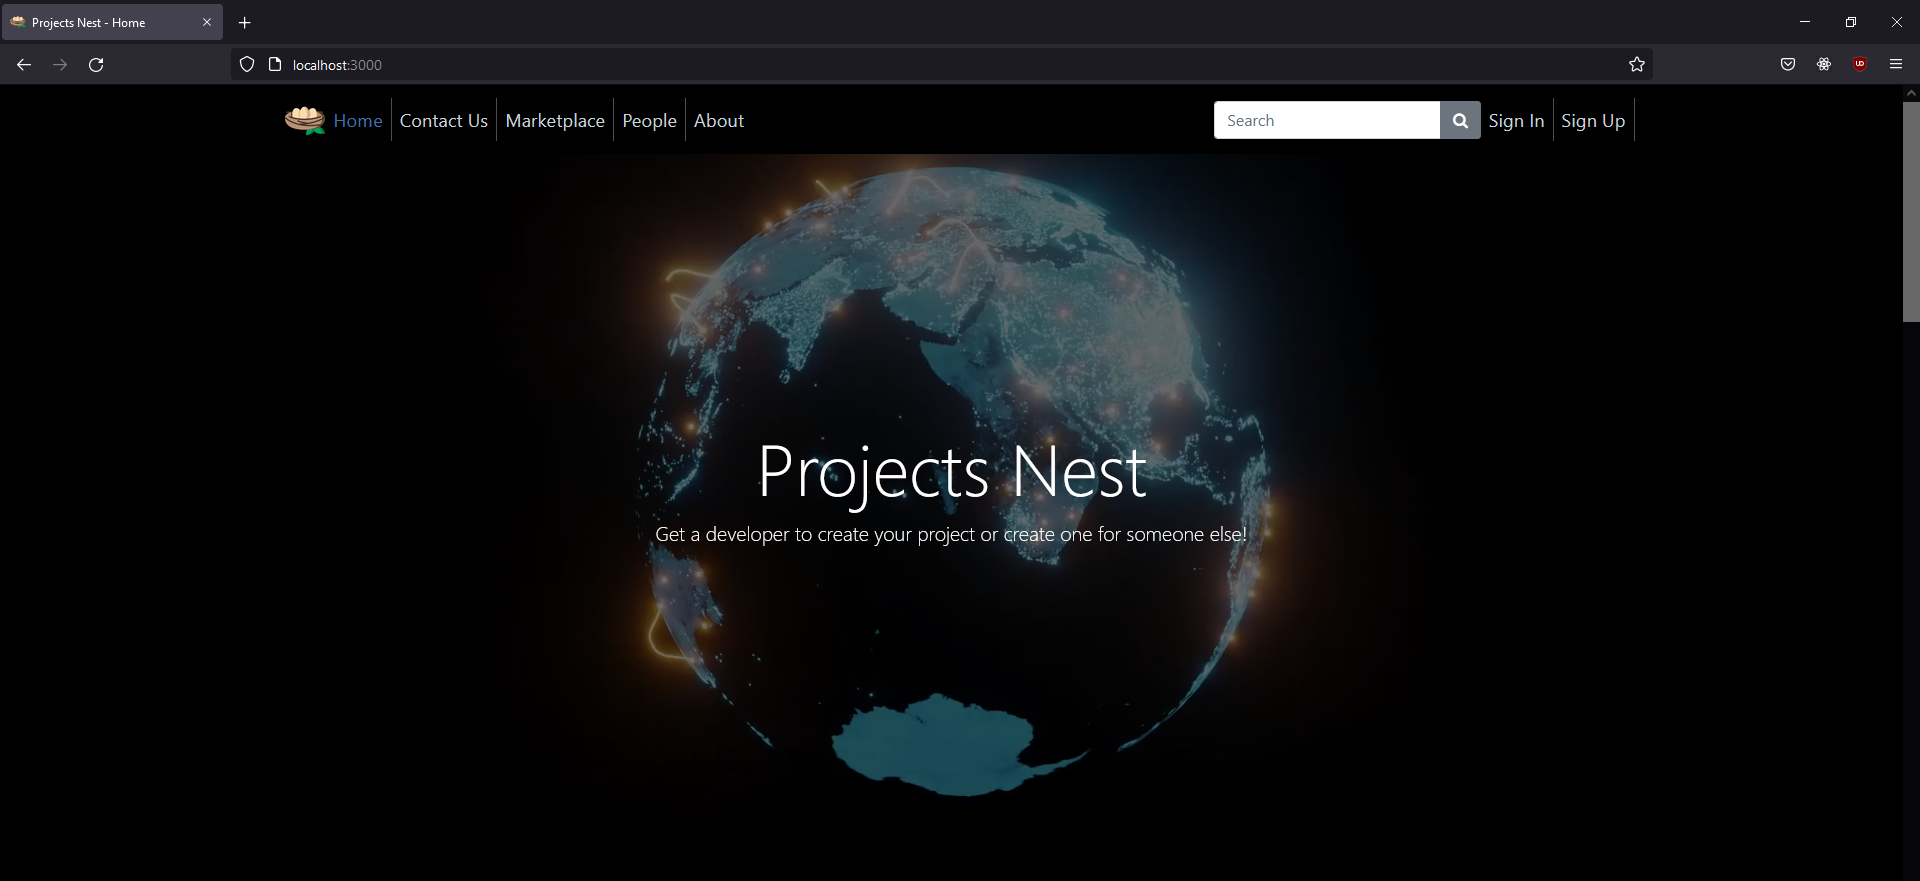 Projects Nest - Home
localhost:3000
Home
Contact Us
Marketplace
People
About
Search
Sign In
Sign Up
Projects Nest
Get a developer to create your project or create one for someone else!